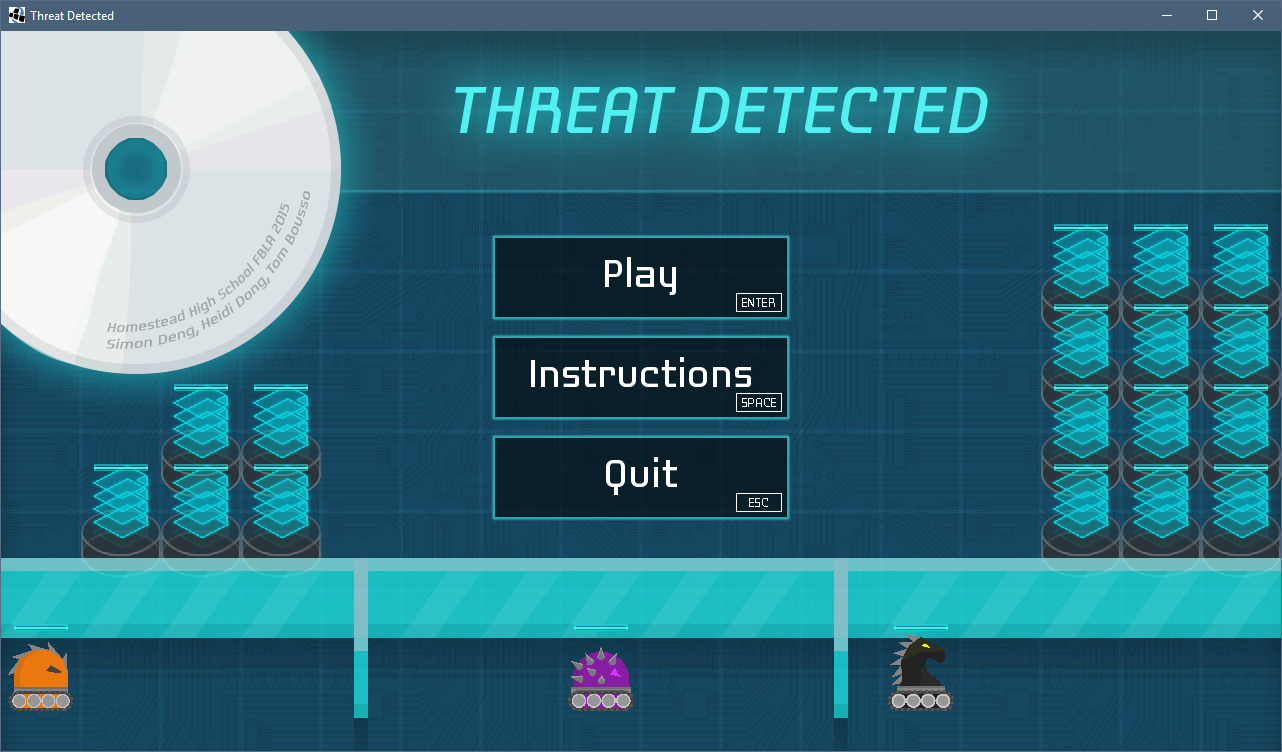 Threat Detected
THREAT DETECTED
Homestead High School FBLA 2015
Simon Deng, Heidi Dong, Tom Bousso
Play
ENTER
Instructions
SPACE
Quit
ESC